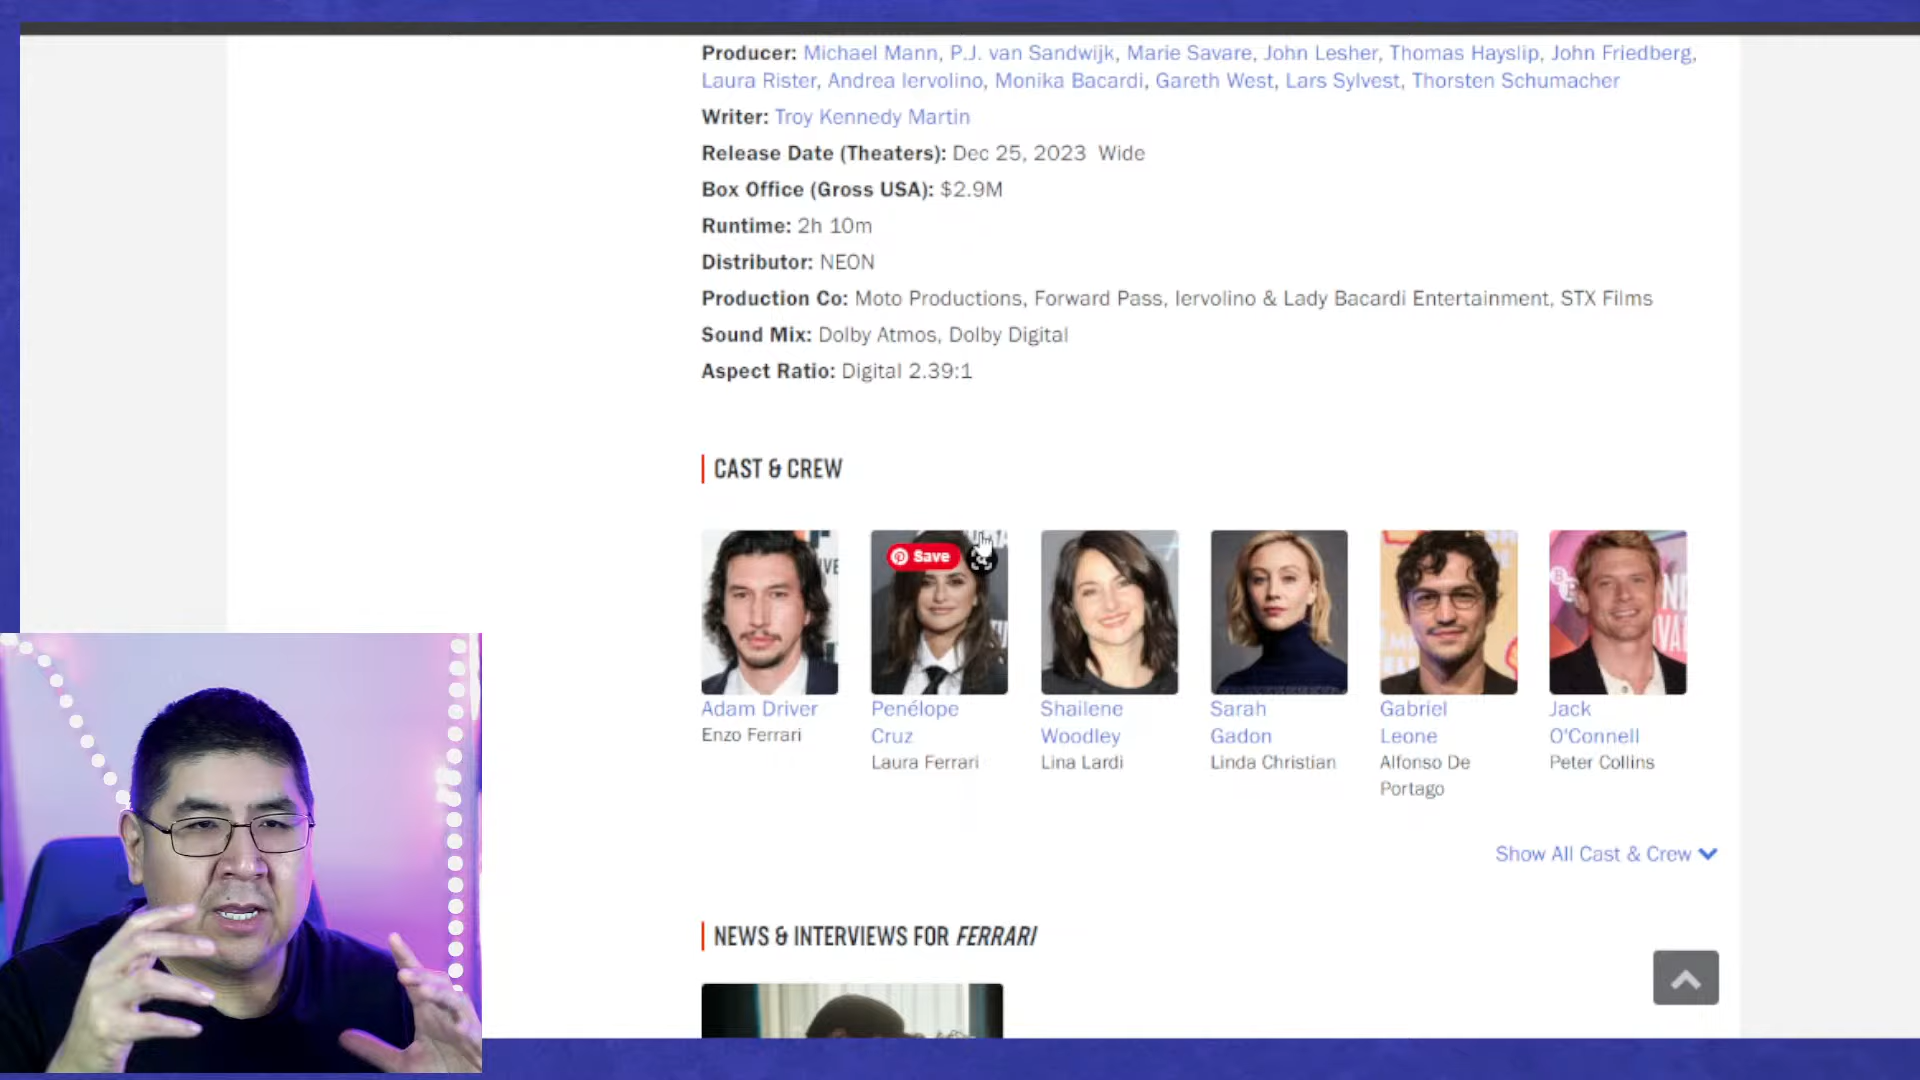 Producer: Michael Mann, P.J. van Sandwijk, Marie Savare, John Lesher, Thomas Hayslip, John Friedberg,
Laura Rister, Andrea Iervolino, Monika Bacardi, Gareth West, Lars Sylvest, Thorsten Schumacher
Writer: Troy Kennedy Martin
Release Date (Theaters): Dec 25, 2023 Wide
Box Office (Gross USA): $2.9M
Runtime: 2h 10m
Distributor: NEON
Production Co: Moto Productions, Forward Pass, Iervolino & Lady Bacardi Entertainment, STX Films
Sound Mix: Dolby Atmos, Dolby Digital
Aspect Ratio: Digital 2.39:1
CAST & CREW
Save
Adam Driver
Enzo Ferrari
Penélope
Cruz
Laura Ferrari
Shailene
Woodley
Lina Lardi
Sarah
Gadon
Linda Christian
Gabriel
Leone
Alfonso De
Portago
Jack
O'Connell
Peter Collins
Show All Cast & Crew
NEWS & INTERVIEWS FOR FERRARI